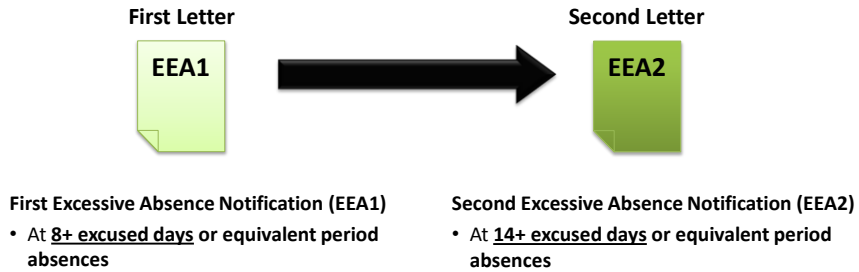 First Letter
Second Letter
EEA1
EEA2
First Excessive Absence Notification (EEA1)
• At 8+ excused days or equivalent period
absences
Second Excessive Absence Notification (EEA2)
• At 14+ excused days or equivalent period
absences